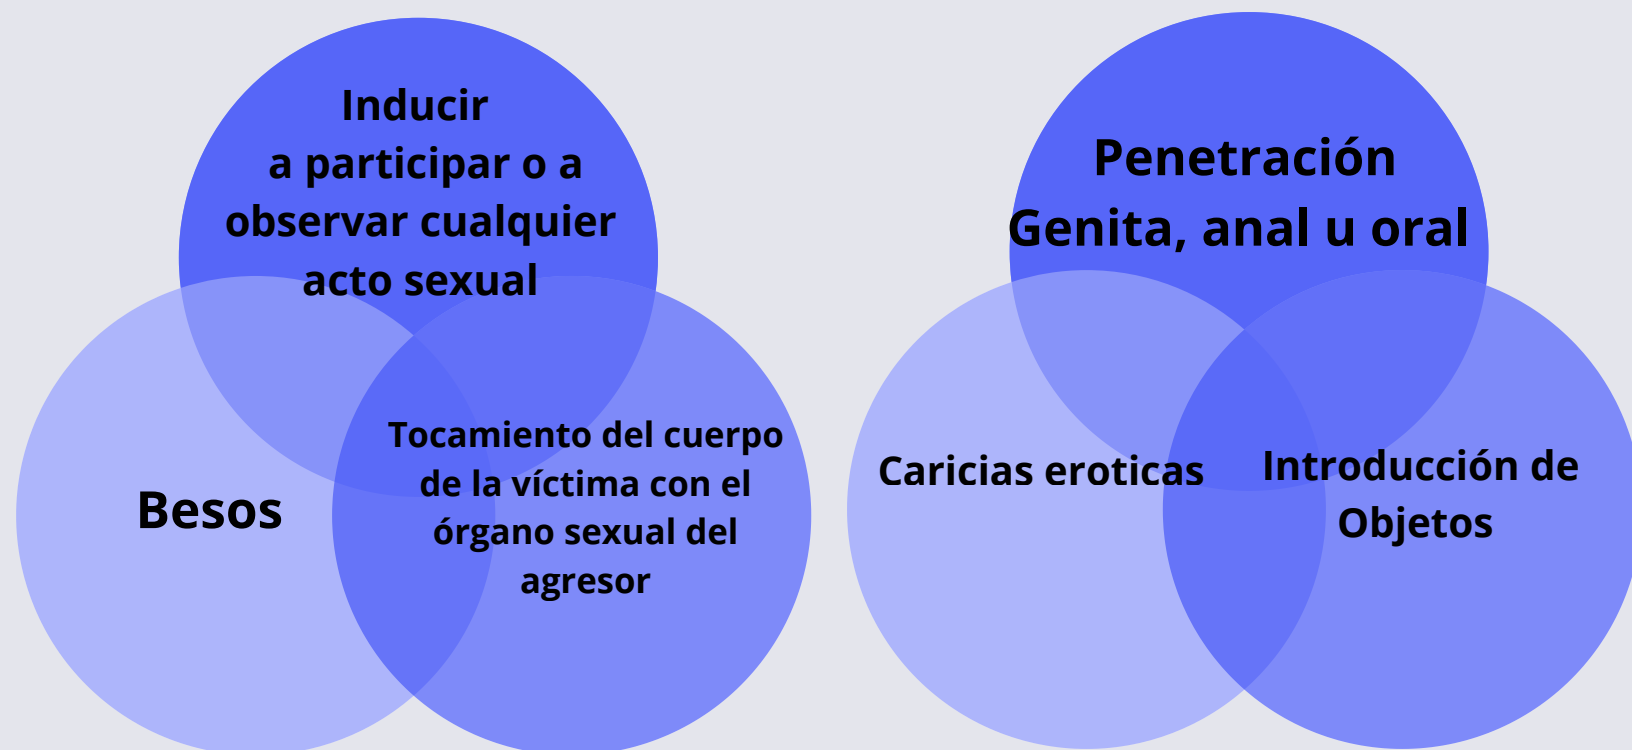 Inducir
a participar o a
observar cualquier
acto sexual
Besos
Tocamiento del cuerpo
de la víctima con el
órgano sexual del
agresor
Penetración
Genita, anal u oral
Caricias eroticas
Introducción de
Objetos